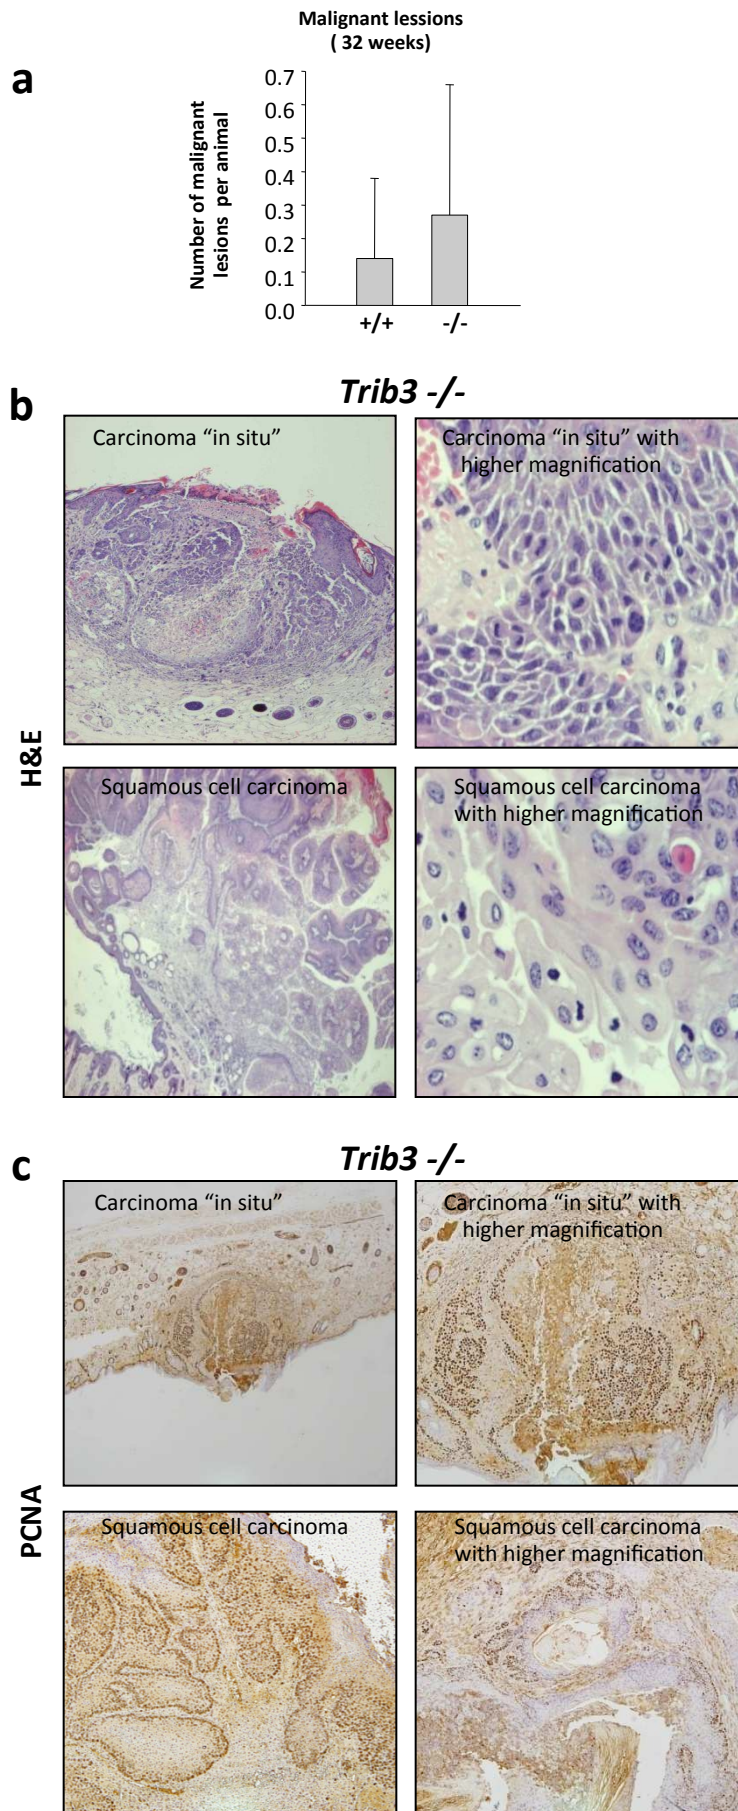 Malignant lessions
( 32 weeks)
a
Number of malignant
lesions per animal
0.7
0.6
0.5
0.4
0.3
0.2
0.1
0.0
+/+ -/-
b
Trib3 -/-
H&E
Carcinoma “in situ”
Carcinoma “in situ” with
higher magnification
Squamous cell carcinoma
Squamous cell carcinoma
with higher magnification
c
Trib3 -/-
PCNA
Carcinoma “in situ”
Carcinoma “in situ” with
higher magnification
Squamous cell carcinoma
Squamous cell carcinoma
with higher magnification